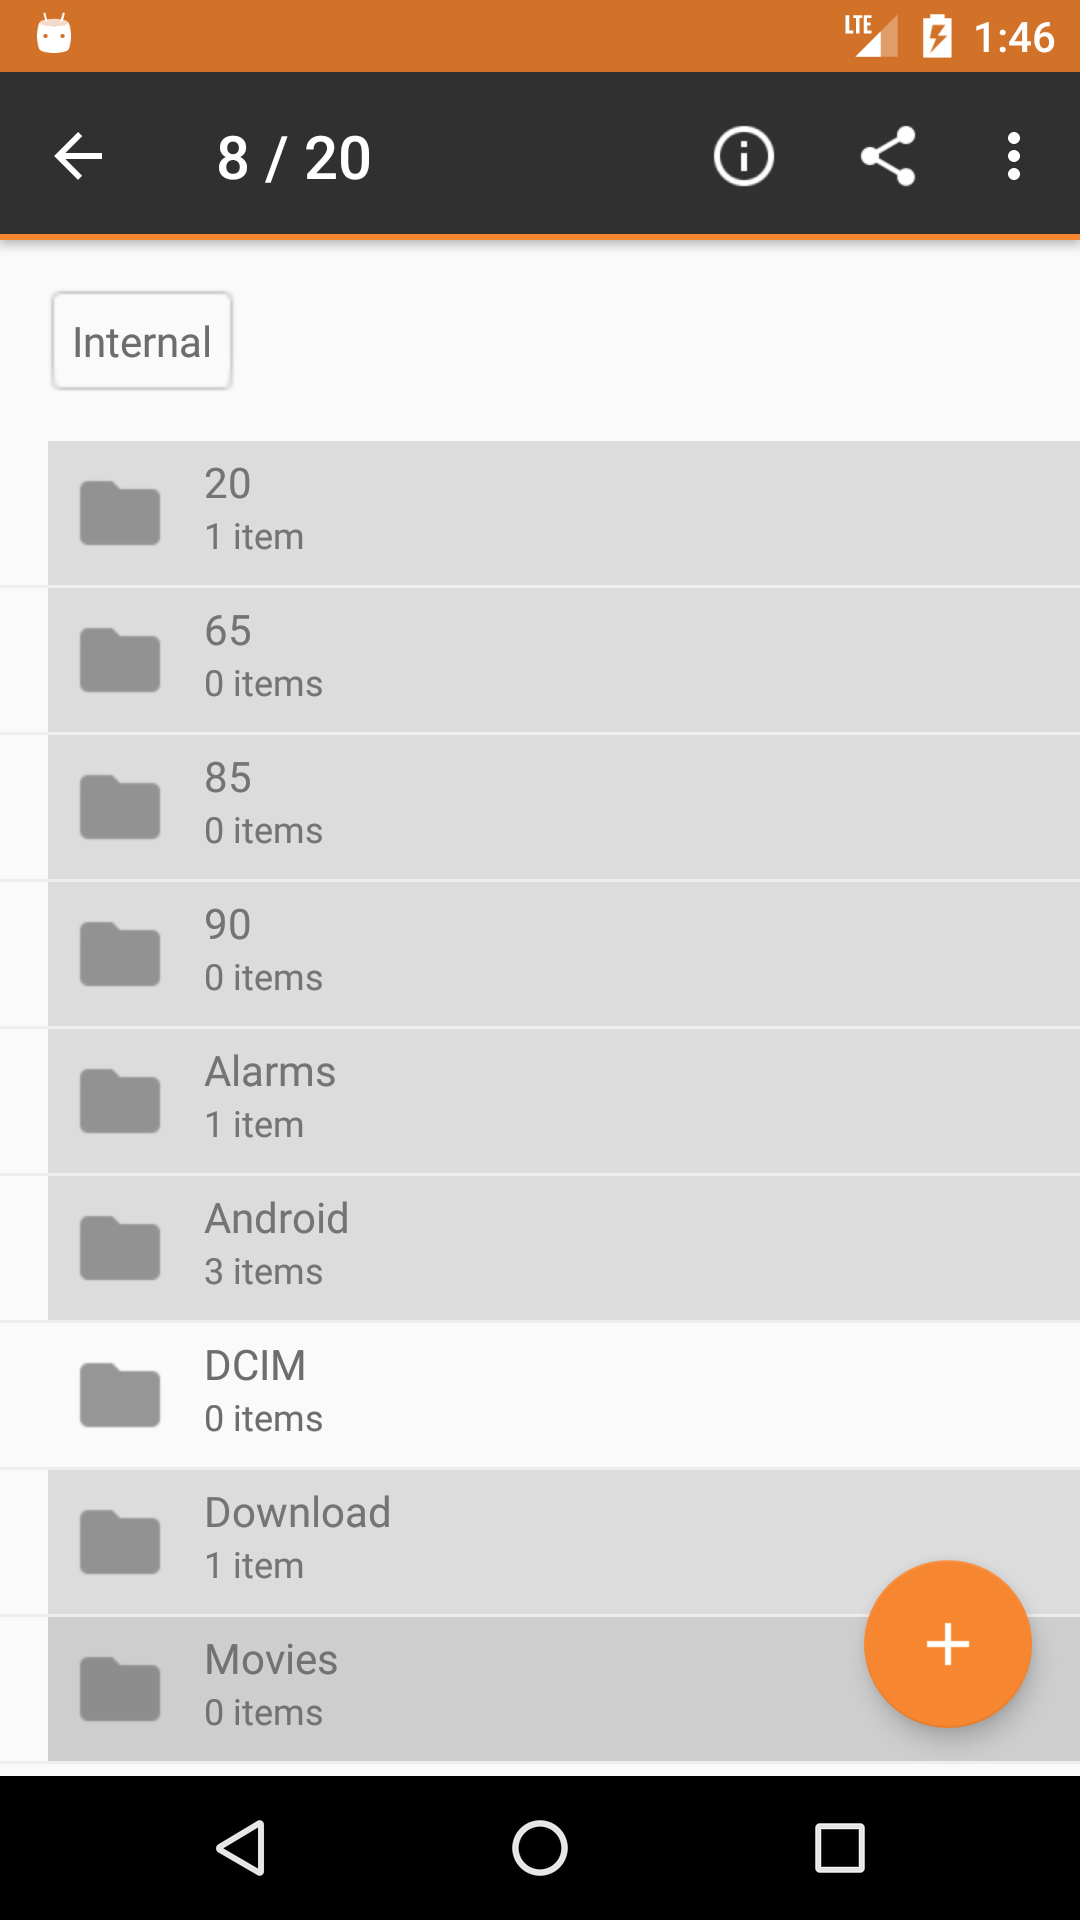 LTE 1:46
8 / 20
Internal
20
1 item
65
0 items
85
0 items
90
0 items
Alarms
1 item
Android
3 items
DCIM
0 items
Download
1 item
Movies
0 items